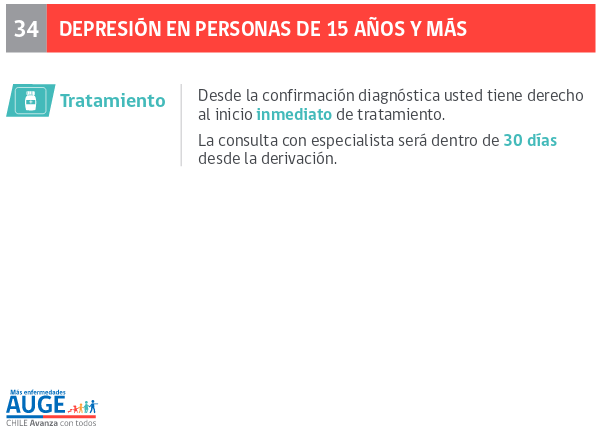 34
DEPRESIÓN EN PERSONAS DE 15 AÑOS Y MÁS
Tratamiento
Desde la confirmación diagnóstica usted tiene derecho
al inicio inmediato de tratamiento.
La consulta con especialista será dentro de 30 días
desde la derivación.
Más enfermedades
AUGE
CHILE Avanza con todos